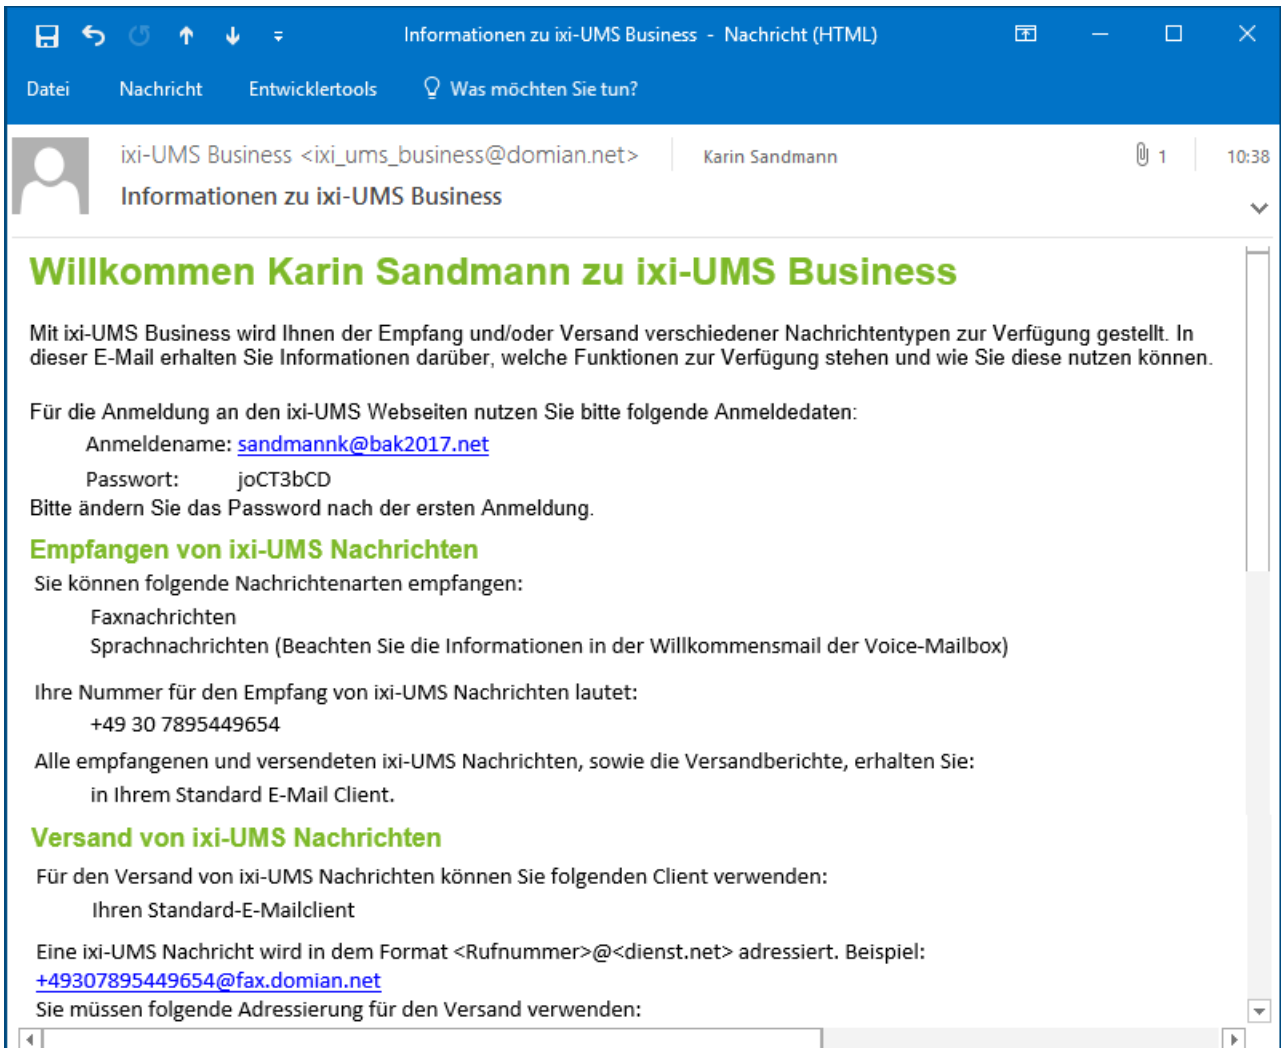 Informationen zu ixi-UMS Business - Nachricht (HTML)
Datei Nachricht Entwicklertools Was möchten Sie tun?
ixi-UMS Business <ixi_ums_business@domian.net> Karin Sandmann 1 10:38
Informationen zu ixi-UMS Business
Willkommen Karin Sandmann zu ixi-UMS Business
Mit ixi-UMS Business wird Ihnen der Empfang und/oder Versand verschiedener Nachrichtentypen zur Verfügung gestellt. In
dieser E-Mail erhalten Sie Informationen darüber, welche Funktionen zur Verfügung stehen und wie Sie diese nutzen können.
Für die Anmeldung an den ixi-UMS Webseiten nutzen Sie bitte folgende Anmeldedaten:
Anmeldename: sandmannk@bak2017.net
Passwort: joCT3bCD
Bitte ändern Sie das Password nach der ersten Anmeldung.
Empfangen von ixi-UMS Nachrichten
Sie können folgende Nachrichtenarten empfangen:
Faxnachrichten
Sprachnachrichten (Beachten Sie die Informationen in der Willkommensmail der Voice-Mailbox)
Ihre Nummer für den Empfang von ixi-UMS Nachrichten lautet:
+49 30 7895449654
Alle empfangenen und versendeten ixi-UMS Nachrichten, sowie die Versandberichte, erhalten Sie:
in Ihrem Standard E-Mail Client.
Versand von ixi-UMS Nachrichten
Für den Versand von ixi-UMS Nachrichten können Sie folgenden Client verwenden:
Ihren Standard-E-Mailclient
Eine ixi-UMS Nachricht wird in dem Format <Rufnummer>@<dienst.net> adressiert. Beispiel:
+49307895449654@fax.domian.net
Sie müssen folgende Adressierung für den Versand verwenden: